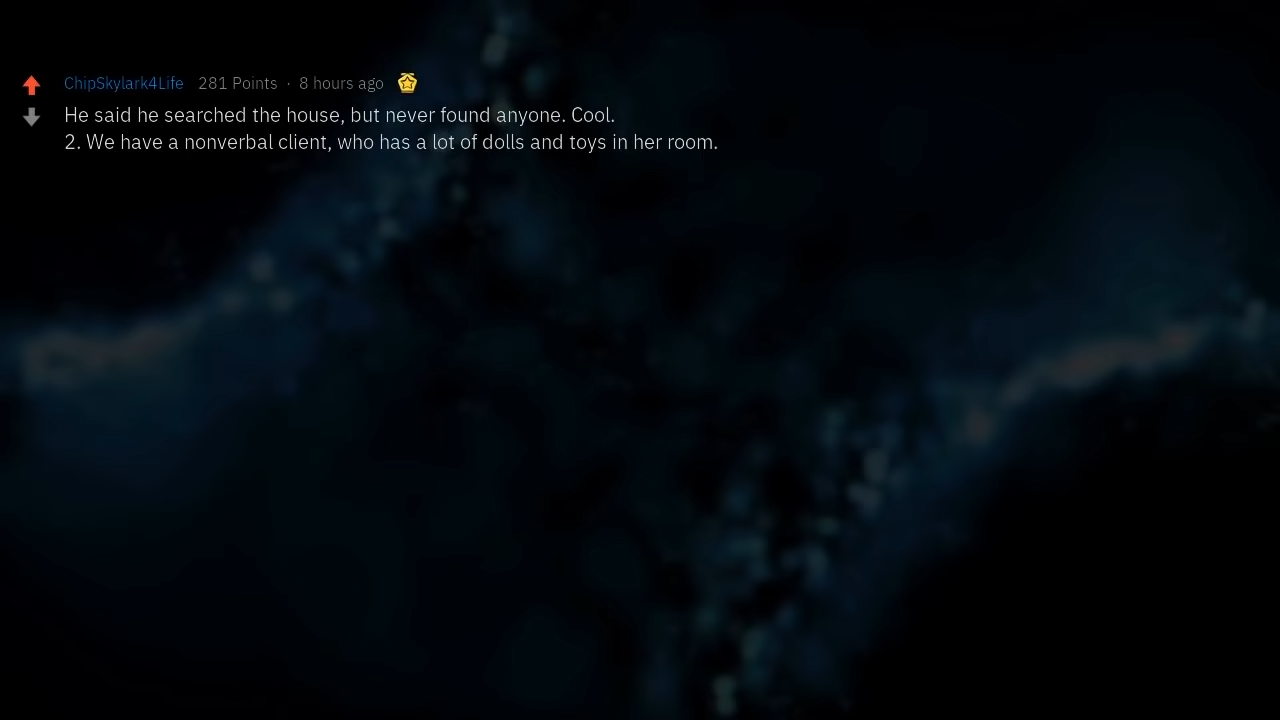 ChipSkylark4Life 281 Points · 8 hours ago
He said he searched the house, but never found anyone. Cool.
2. We have a nonverbal client, who has a lot of dolls and toys in her room.